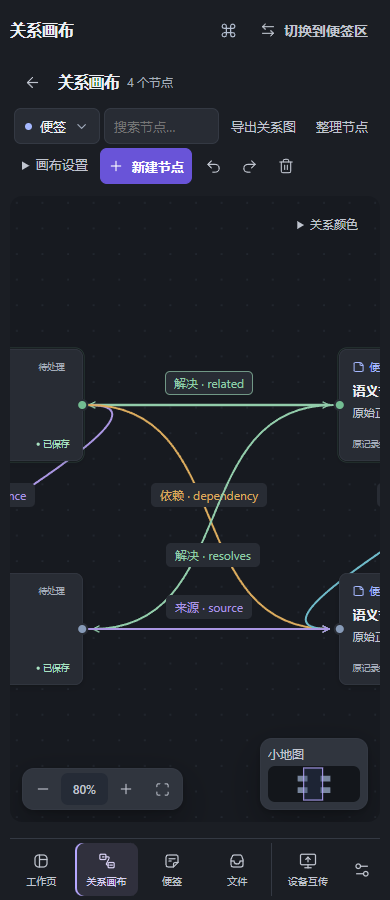 关系画布
切换到便签区
关系画布 4 个节点
便签
搜索节点...
导出关系图
整理节点
画布设置
新建节点
关系颜色
待处理
已保存
解决 · related
原始正
原记录
nce
依赖 · dependency
解决 · resolves
来源 · source
待处理
已保存
原始正
原记录
80%
小地图
工作页
关系画布
便签
文件
设备互传